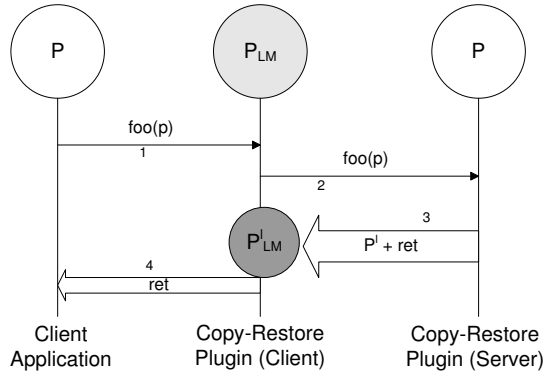 P
P_LM
P
foo(p)
1
foo(p)
2
3
P^I_LM
P^I + ret
4
ret
Client
Application
Copy-Restore
Plugin (Client)
Copy-Restore
Plugin (Server)